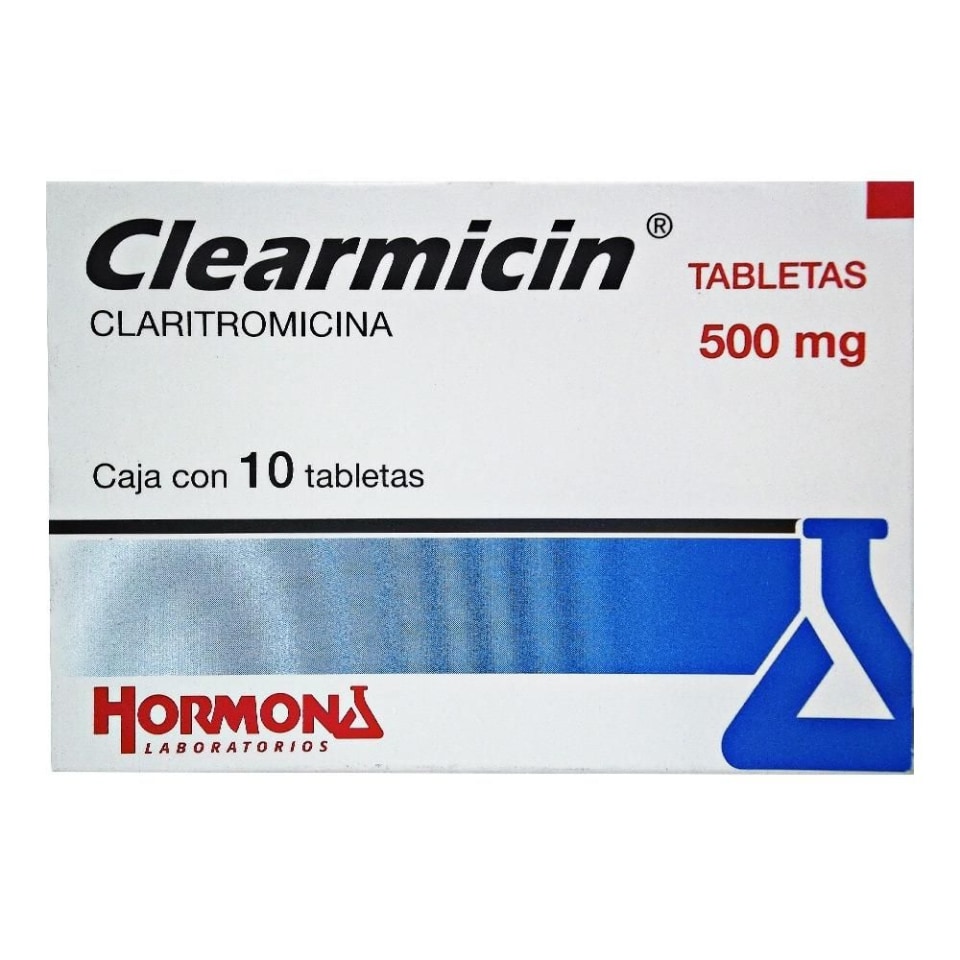 Clearmicin®
CLARITROMICINA
TABLETAS
500 mg
Caja con 10 tabletas
HORMONA
LABORATORIOS